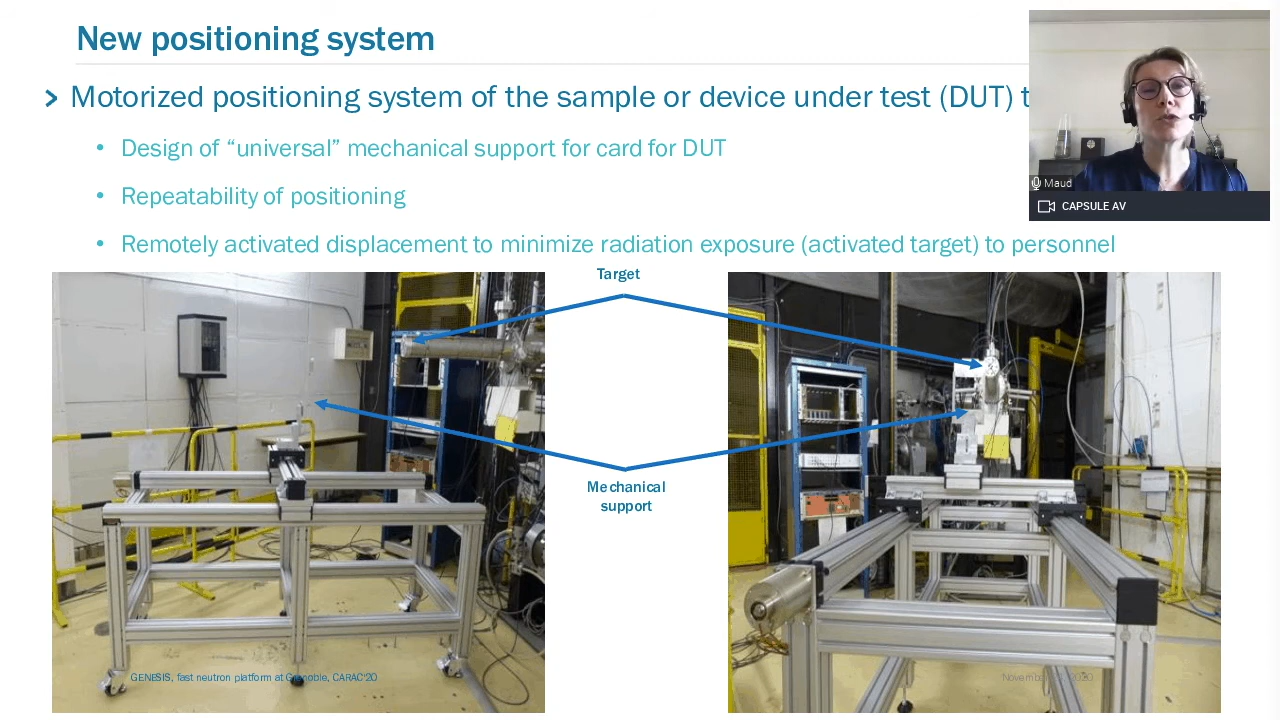 New positioning system
Motorized positioning system of the sample or device under test (DUT) t
Design of “universal” mechanical support for card for DUT
Repeatability of positioning
Remotely activated displacement to minimize radiation exposure (activated target) to personnel
Maud
CAPSULE AV
Target
Mechanical
support
GENESIS, fast neutron platform at Grenoble, CARAC'20